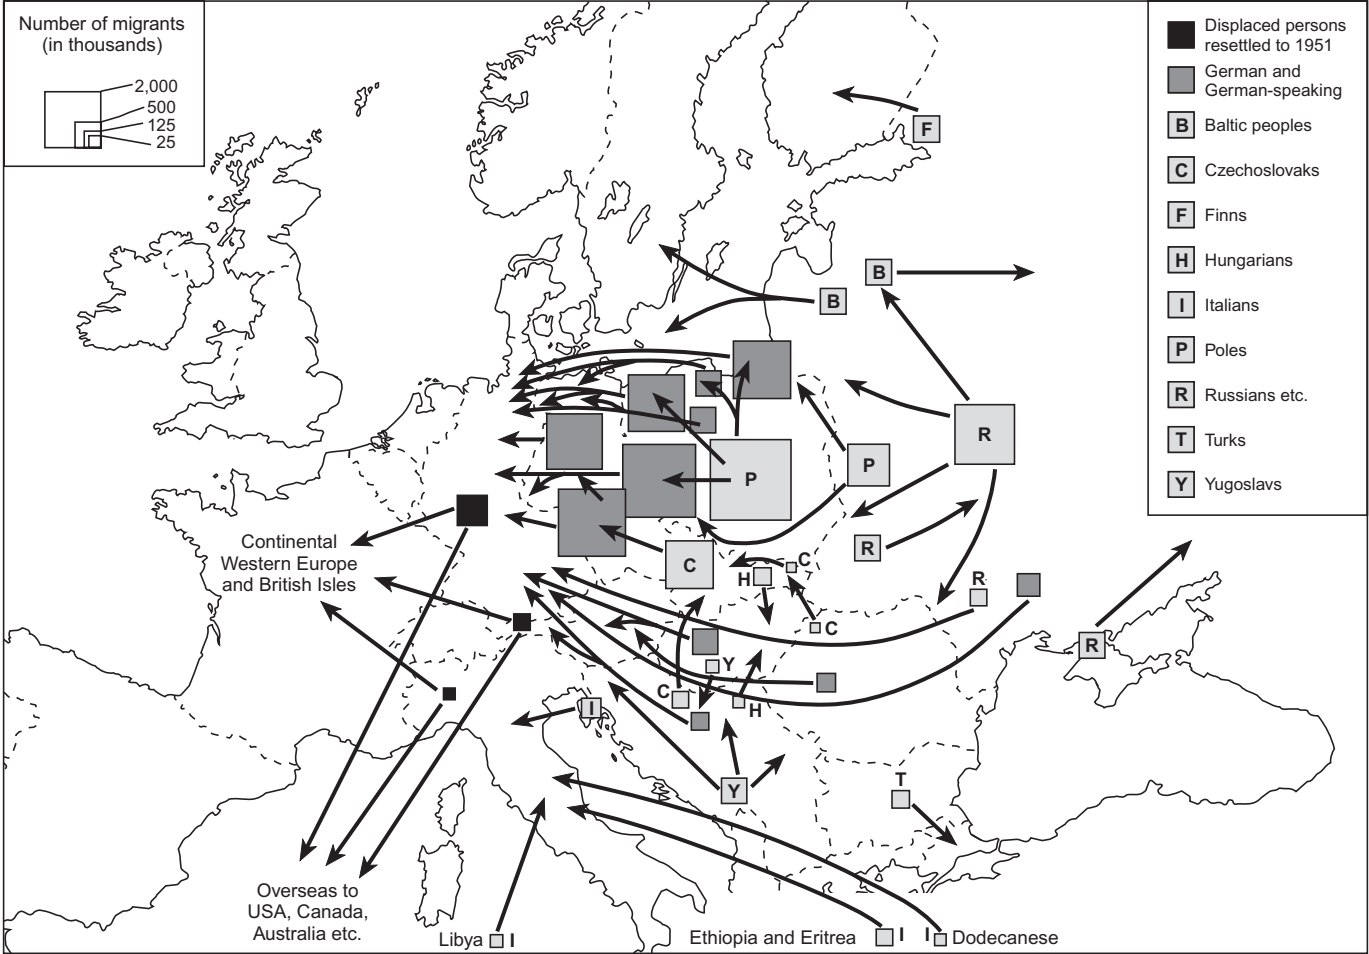 Number of migrants
(in thousands)
2,000
500
125
25
Displaced persons
resettled to 1951
German and
German-speaking
B Baltic peoples
C Czechoslovaks
F Finns
H Hungarians
I Italians
P Poles
R Russians etc.
T Turks
Y Yugoslavs
F
B
B
R
P
P
R
C
H
C
R
C
R
Y
C
H
I
Y
T
Continental
Western Europe
and British Isles
Overseas to
USA, Canada,
Australia etc.
Libya I
Ethiopia and Eritrea I
I Dodecanese